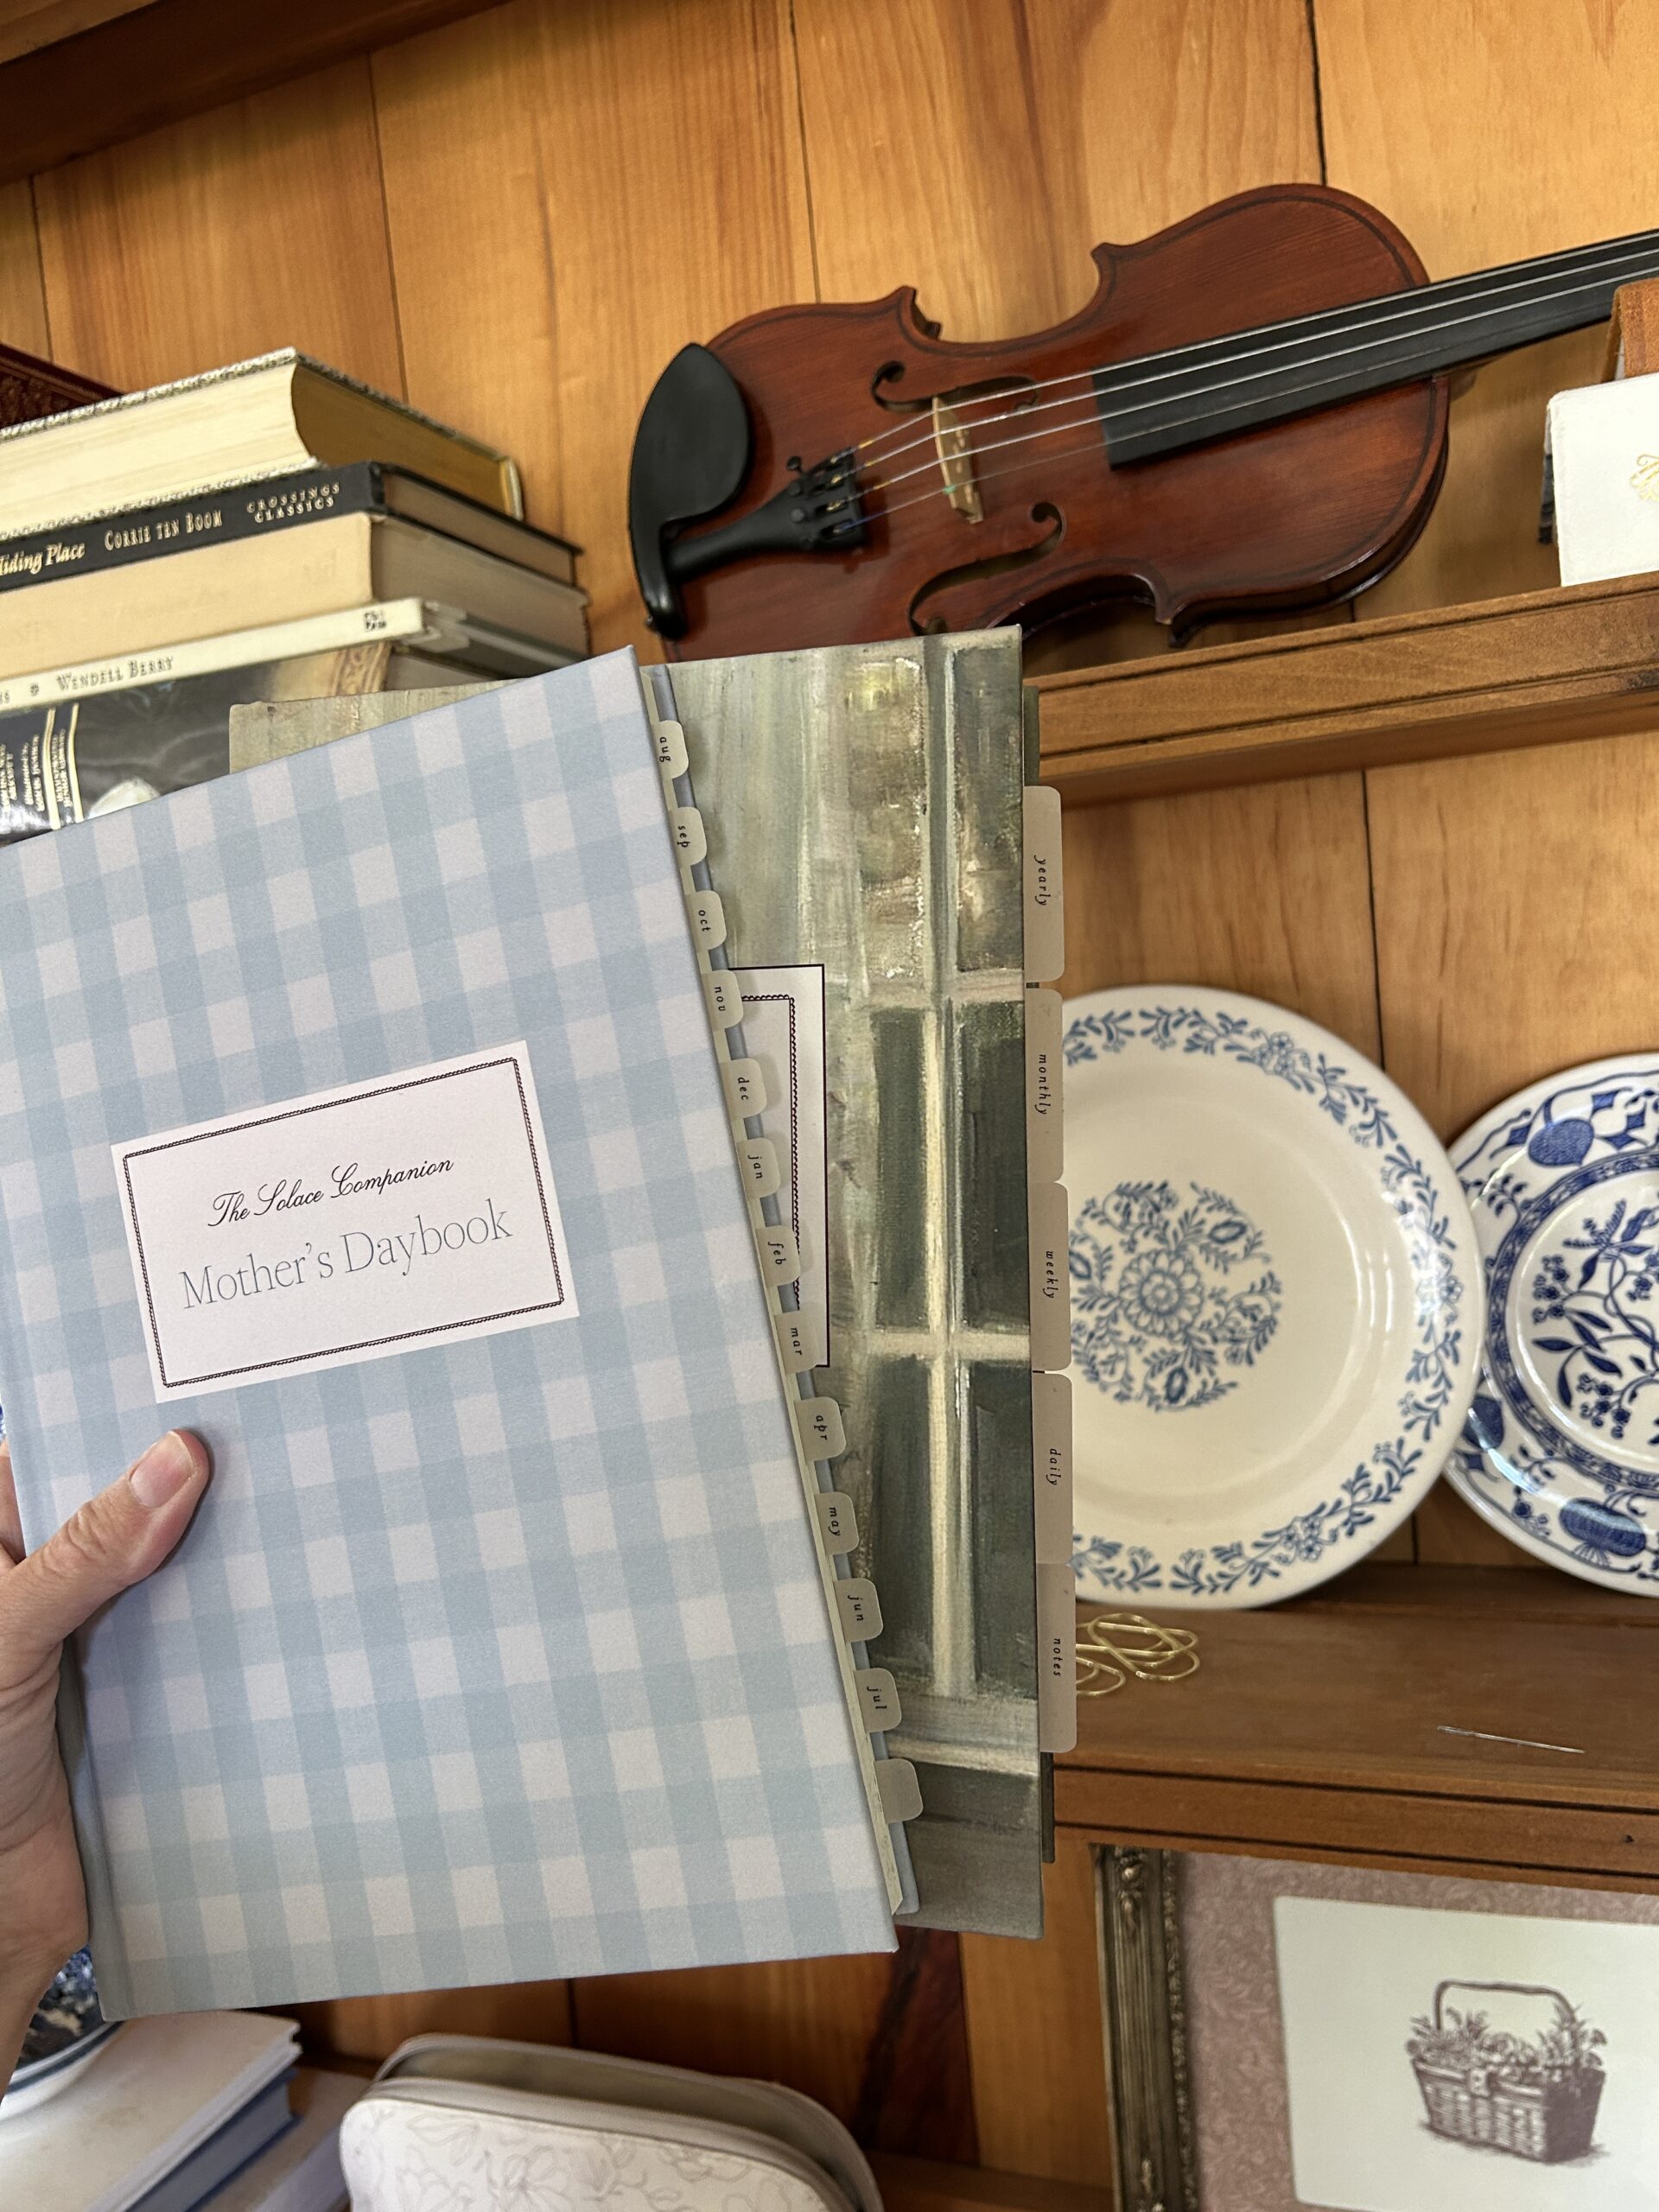 CROSSINGS
CLASSICS
Hiding Place CORRIE TEN BOOM
WENDELL BERRY
The Solace Companion
Mother's Daybook
aug
sep
oct
nov
dec
jan
feb
mar
apr
may
jun
jul
yearly
monthly
weekly
daily
notes